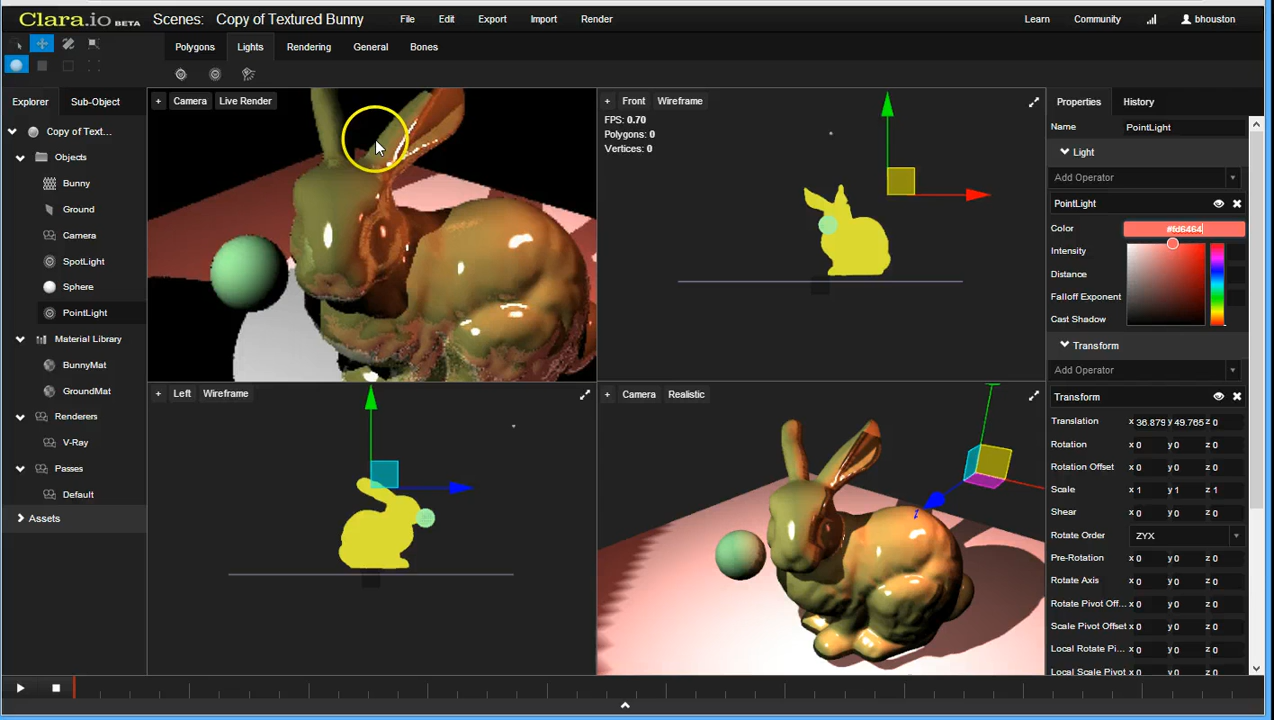 Clara.io BETA Scenes: Copy of Textured Bunny File Edit Export Import Render Learn Community bhouston
Polygons Lights Rendering General Bones
Explorer Sub-Object
Copy of Text...
Objects
Bunny
Ground
Camera
SpotLight
Sphere
PointLight
Material Library
BunnyMat
GroundMat
Renderers
V-Ray
Passes
Default
Assets
+ Camera Live Render
+ Front Wireframe
FPS: 0.70
Polygons: 0
Vertices: 0
+ Left Wireframe
+ Camera Realistic
z
Properties History
Name PointLight
Light
Add Operator
PointLight
Color #fd6464
Intensity
Distance
Falloff Exponent
Cast Shadow
Transform
Add Operator
Transform
Translation x 36.879 y 49.765 z 0
Rotation x 0 y 0 z 0
Rotation Offset x 0 y 0 z 0
Scale x 1 y 1 z 1
Shear x 0 y 0 z 0
Rotate Order ZYX
Pre-Rotation x 0 y 0 z 0
Rotate Axis x 0 y 0 z 0
Rotate Pivot Off... x 0 y 0 z 0
Scale Pivot Offset x 0 y 0 z 0
Local Rotate Pi... x 0 y 0 z 0
Local Scale Pivot x 0 y 0 z 0